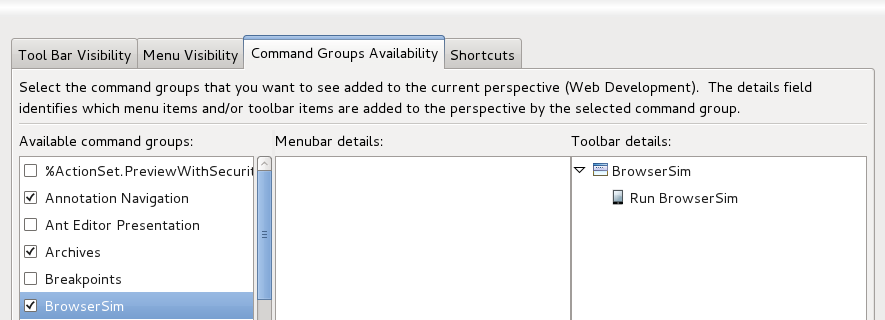 Tool Bar Visibility Menu Visibility Command Groups Availability Shortcuts
Select the command groups that you want to see added to the current perspective (Web Development).  The details field
identifies which menu items and/or toolbar items are added to the perspective by the selected command group.
Available command groups: Menubar details: Toolbar details:
%ActionSet.PreviewWithSecurit
BrowserSim
Annotation Navigation
Run BrowserSim
Ant Editor Presentation
Archives
Breakpoints
BrowserSim